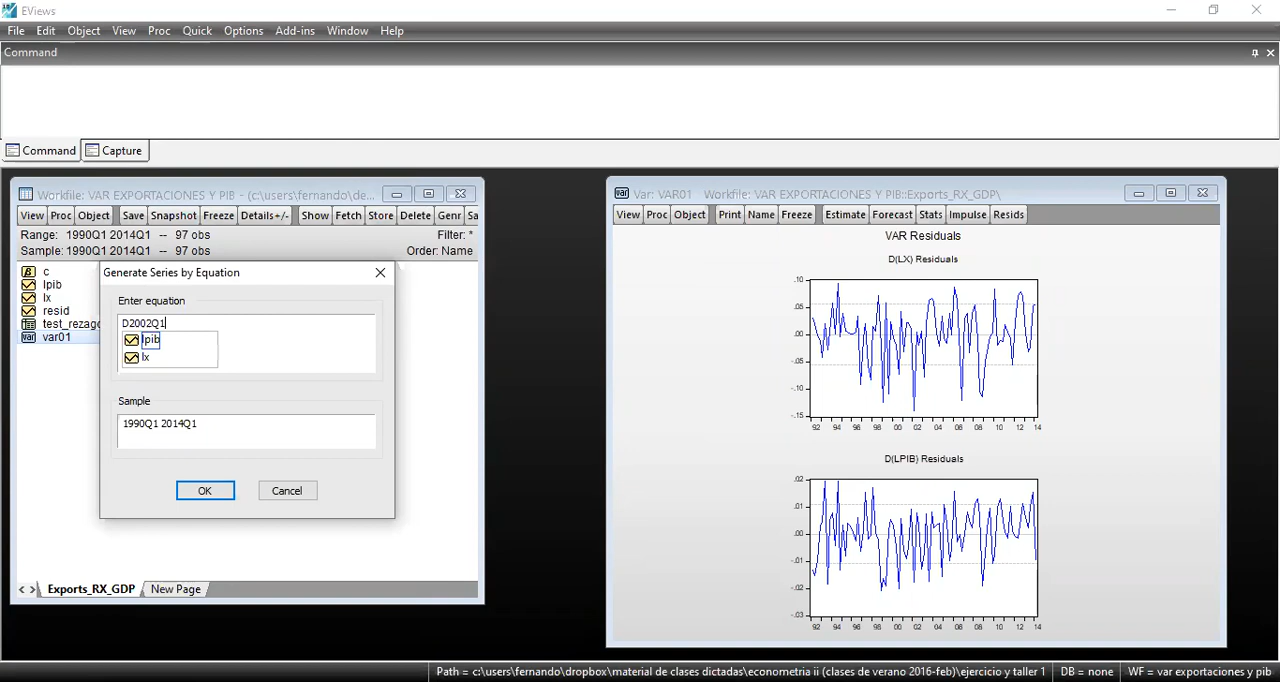 EViews
File Edit Object View Proc Quick Options Add-ins Window Help
Command
Command Capture
Workfile: VAR EXPORTACIONES Y PIB - (c:\users\fernando\de...
View Proc Object Save Snapshot Freeze Details+/- Show Fetch Store Delete Genr Sa
Range: 1990Q1 2014Q1 -- 97 obs Filter: *
Sample: 1990Q1 2014Q1 -- 97 obs Order: Name
c
lpib
lx
resid
test_rezago
var01
Generate Series by Equation
Enter equation
D2002Q1
lpib
lx
Sample
1990Q1 2014Q1
OK Cancel
Exports_RX_GDP New Page
Var: VAR01 Workfile: VAR EXPORTACIONES Y PIB::Exports_RX_GDP\
View Proc Object Print Name Freeze Estimate Forecast Stats Impulse Resids
VAR Residuals
D(LX) Residuals
.10
.05
.00
-.05
-.10
-.15
92 94 96 98 00 02 04 06 08 10 12 14
D(LPIB) Residuals
.02
.01
.00
-.01
-.02
-.03
92 94 96 98 00 02 04 06 08 10 12 14
Path = c:\users\fernando\dropbox\material de clases dictadas\econometria ii (clases de verano 2016-feb)\ejercicio y taller 1 DB = none WF = var exportaciones y pib